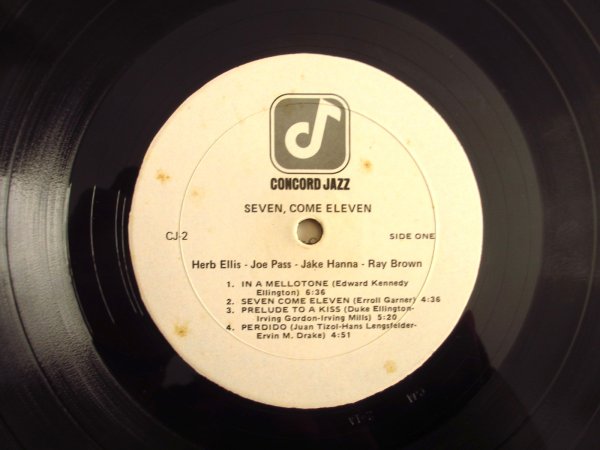 CONCORD JAZZ
SEVEN, COME ELEVEN
CJ-2
SIDE ONE
Herb Ellis - Joe Pass - Jake Hanna - Ray Brown
1. IN A MELLOTONE (Edward Kennedy
Ellington) 6:36
2. SEVEN COME ELEVEN (Erroll Garner) 4:36
3. PRELUDE TO A KISS (Duke Ellington-
Irving Gordon-Irving Mills) 5:20
4. PERDIDO (Juan Tizol-Hans Lengsfelder-
Ervin M. Drake) 4:51